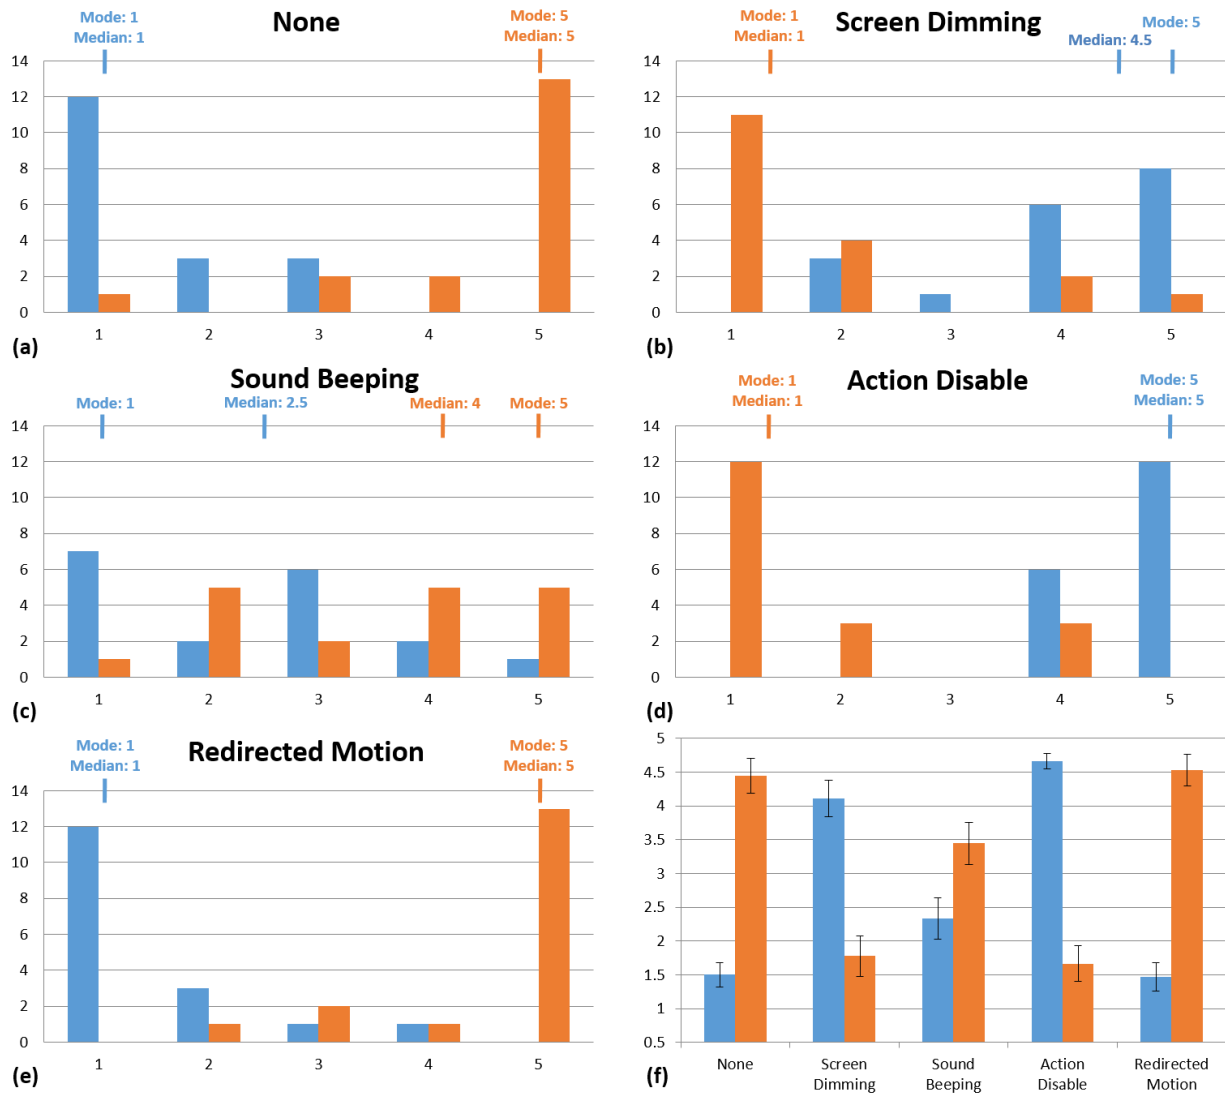 None
Mode: 1
Median: 1
Mode: 5
Median: 5
14
12
10
8
6
4
2
0
1 2 3 4 5
(a)
Screen Dimming
Mode: 1
Median: 1
Mode: 5
Median: 4.5
14
12
10
8
6
4
2
0
1 2 3 4 5
(b)
Sound Beeping
Mode: 1
Median: 2.5
Median: 4
Mode: 5
14
12
10
8
6
4
2
0
1 2 3 4 5
(c)
Action Disable
Mode: 1
Median: 1
Mode: 5
Median: 5
14
12
10
8
6
4
2
0
1 2 3 4 5
(d)
Redirected Motion
Mode: 1
Median: 1
Mode: 5
Median: 5
14
12
10
8
6
4
2
0
1 2 3 4 5
(e)
5
4.5
4
3.5
3
2.5
2
1.5
1
0.5
None Screen Sound Action Redirected
Dimming Beeping Disable Motion
(f)